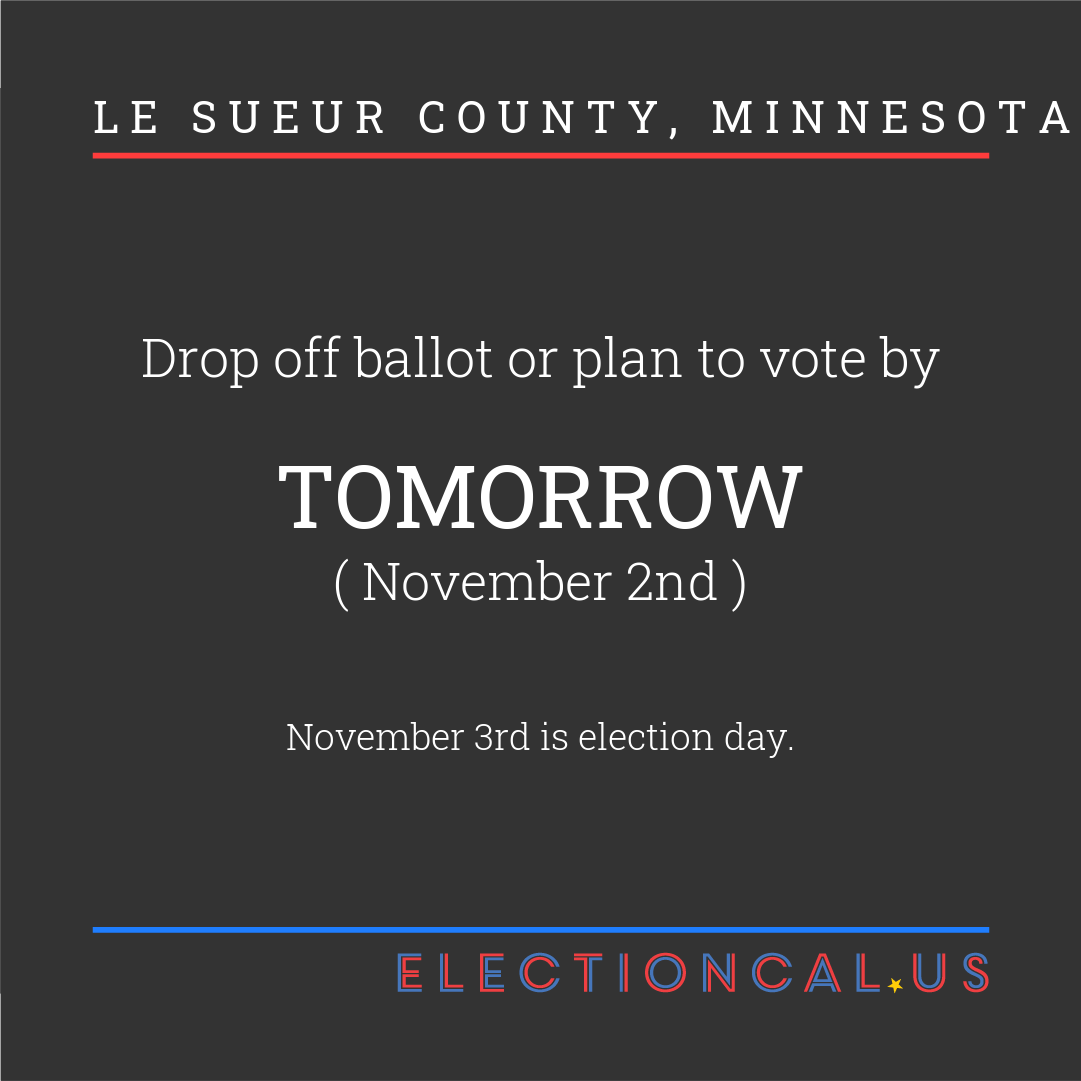 LE SUEUR COUNTY, MINNESOTA
Drop off ballot or plan to vote by
TOMORROW
( November 2nd )
November 3rd is election day.
ELECTIONCAL.US